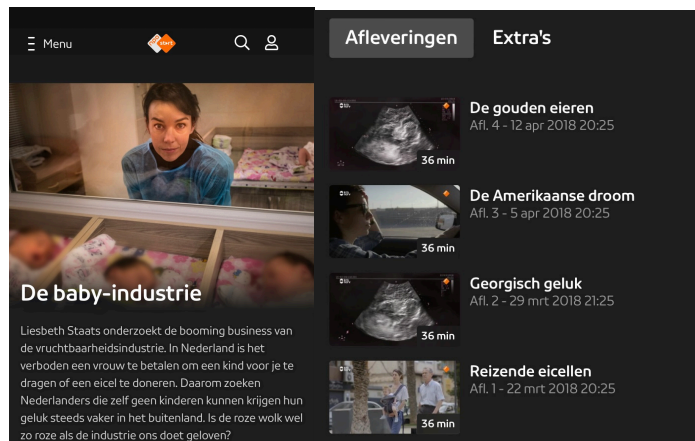 Menu
start
De baby-industrie
Liesbeth Staats onderzoekt de booming business van
de vruchtbaarheidsindustrie. In Nederland is het
verboden een vrouw te betalen om een kind voor je te
dragen of een eicel te doneren. Daarom zoeken
Nederlanders die zelf geen kinderen kunnen krijgen hun
geluk steeds vaker in het buitenland. Is de roze wolk wel
zo roze als de industrie ons doet geloven?
Afleveringen
Extra's
36 min
De gouden eieren
Afl. 4 - 12 apr 2018 20:25
36 min
De Amerikaanse droom
Afl. 3 - 5 apr 2018 20:25
36 min
Georgisch geluk
Afl. 2 - 29 mrt 2018 21:25
36 min
Reizende eicellen
Afl. 1 - 22 mrt 2018 20:25